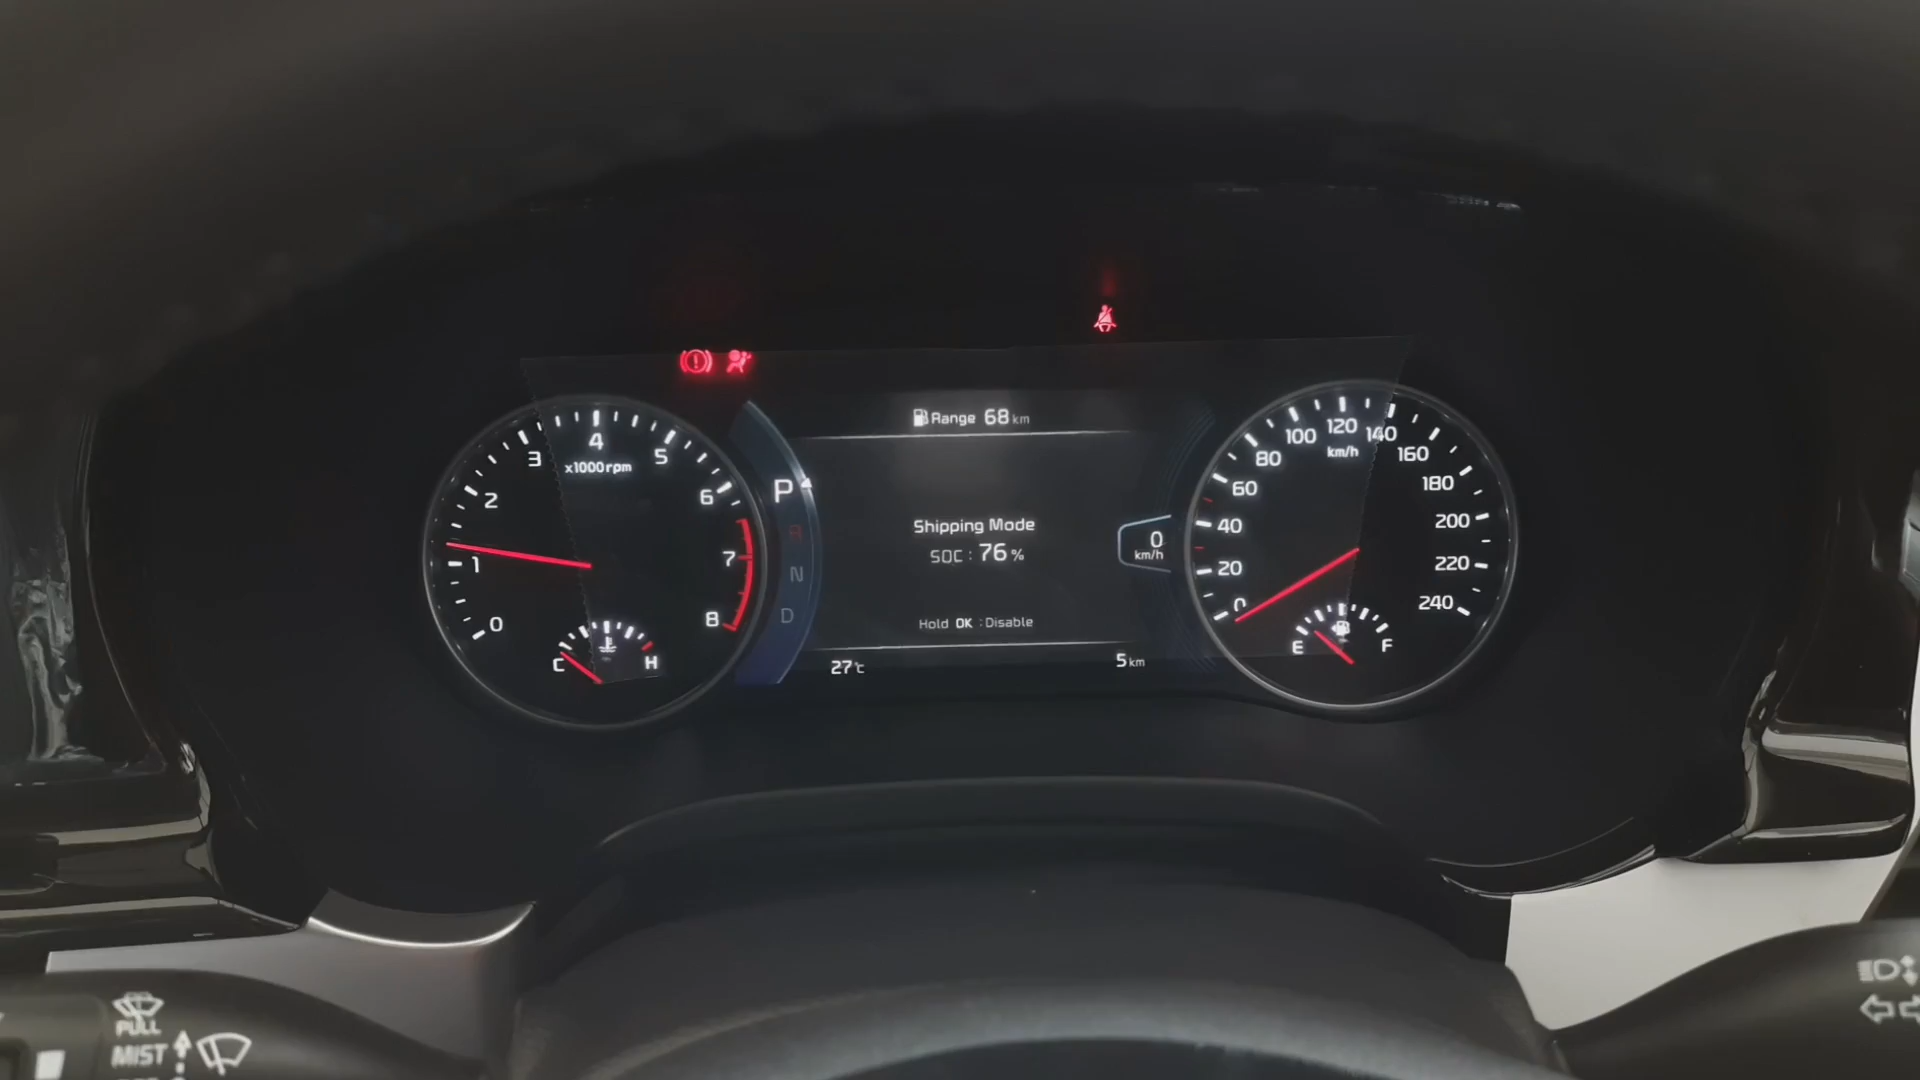 Range 68 km
4
3
5
x1000rpm
2
6
1
7
0
8
C
H
P
R
N
D
Shipping Mode
SOC : 76 %
Hold OK : Disable
27°c
5 km
0
km/h
120
100
140
km/h
80
160
60
180
40
200
20
220
0
240
E
F
PULL
MIST